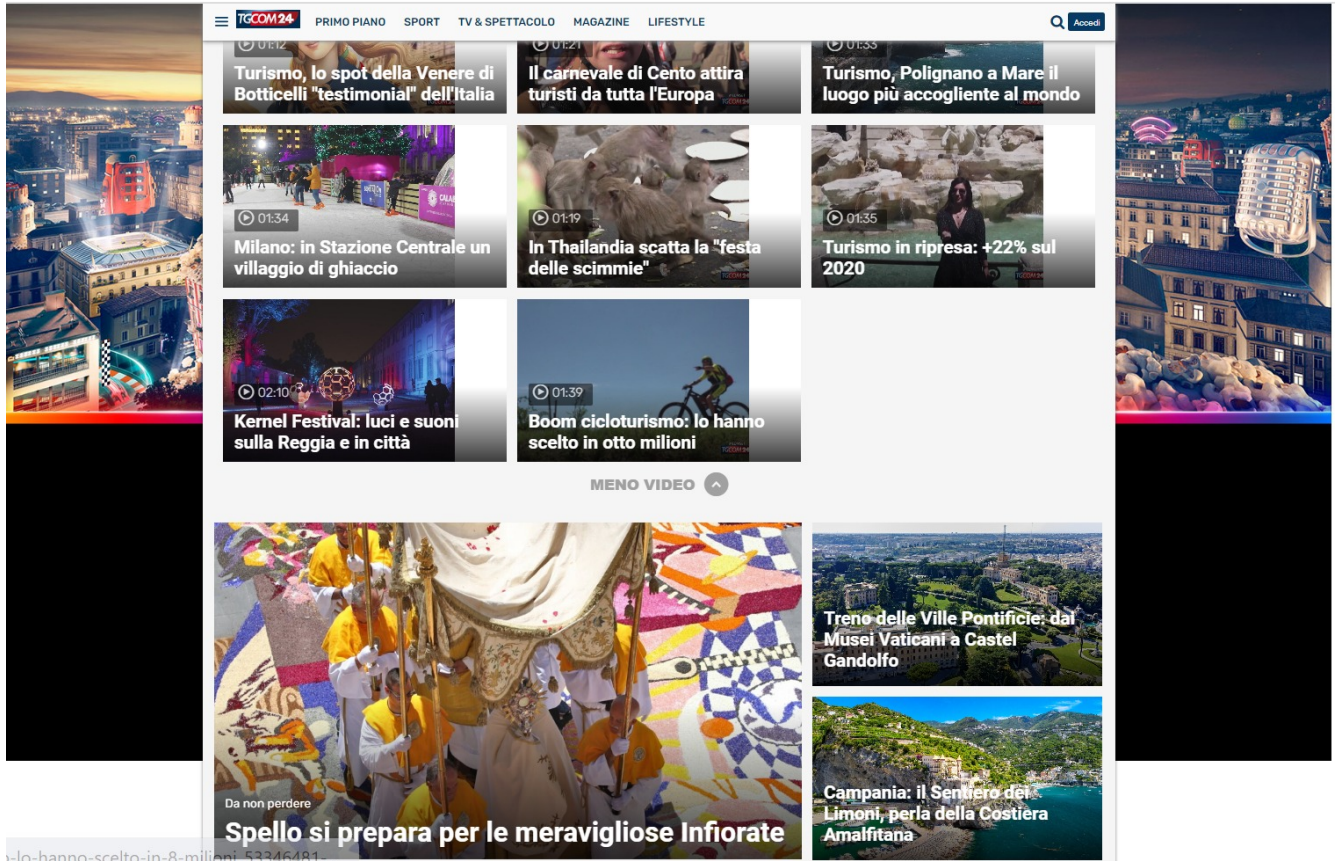 TGCOM24 PRIMO PIANO SPORT TV & SPETTACOLO MAGAZINE LIFESTYLE Accedi
01:12 01:21 01:33
Turismo, lo spot della Venere di
Botticelli "testimonial" dell'Italia
Il carnevale di Cento attira
turisti da tutta l'Europa
Turismo, Polignano a Mare il
luogo più accogliente al mondo
01:34
Milano: in Stazione Centrale un
villaggio di ghiaccio
01:19
In Thailandia scatta la "festa
delle scimmie"
01:35
Turismo in ripresa: +22% sul
2020
02:10
Kernel Festival: luci e suoni
sulla Reggia e in città
01:39
Boom cicloturismo: lo hanno
scelto in otto milioni
MENO VIDEO
Da non perdere
Spello si prepara per le meravigliose Infiorate
Treno delle Ville Pontificie: dai
Musei Vaticani a Castel
Gandolfo
Campania: il Sentiero dei
Limoni, perla della Costiera
Amalfitana
-lo-hanno-scelto-in-8-milioni_53346481-